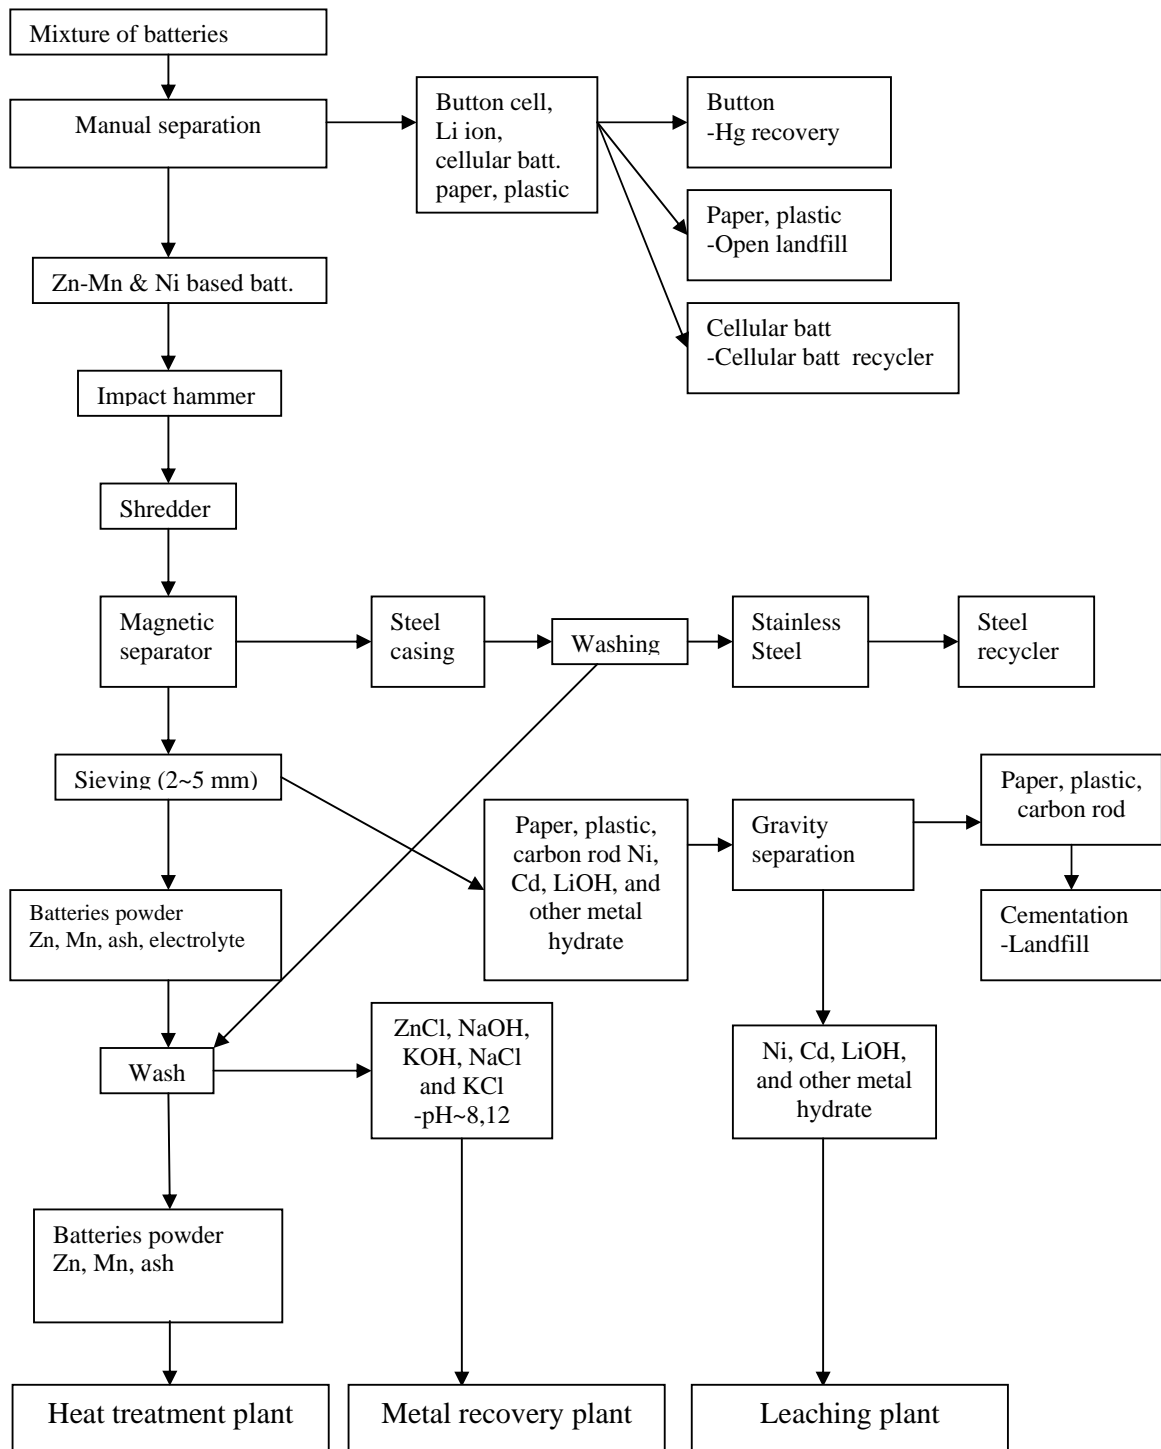 Mixture of batteries
Manual separation
Button cell,
Li ion,
cellular batt.
paper, plastic
Button
-Hg recovery
Paper, plastic
-Open landfill
Cellular batt
-Cellular batt recycler
Zn-Mn & Ni based batt.
Impact hammer
Shredder
Magnetic
separator
Steel
casing
Washing
Stainless
Steel
Steel
recycler
Sieving (2~5 mm)
Paper, plastic,
carbon rod Ni,
Cd, LiOH, and
other metal
hydrate
Gravity
separation
Paper, plastic,
carbon rod
Cementation
-Landfill
Batteries powder
Zn, Mn, ash, electrolyte
Wash
ZnCl, NaOH,
KOH, NaCl
and KCl
-pH~8,12
Ni, Cd, LiOH,
and other metal
hydrate
Batteries powder
Zn, Mn, ash
Heat treatment plant
Metal recovery plant
Leaching plant